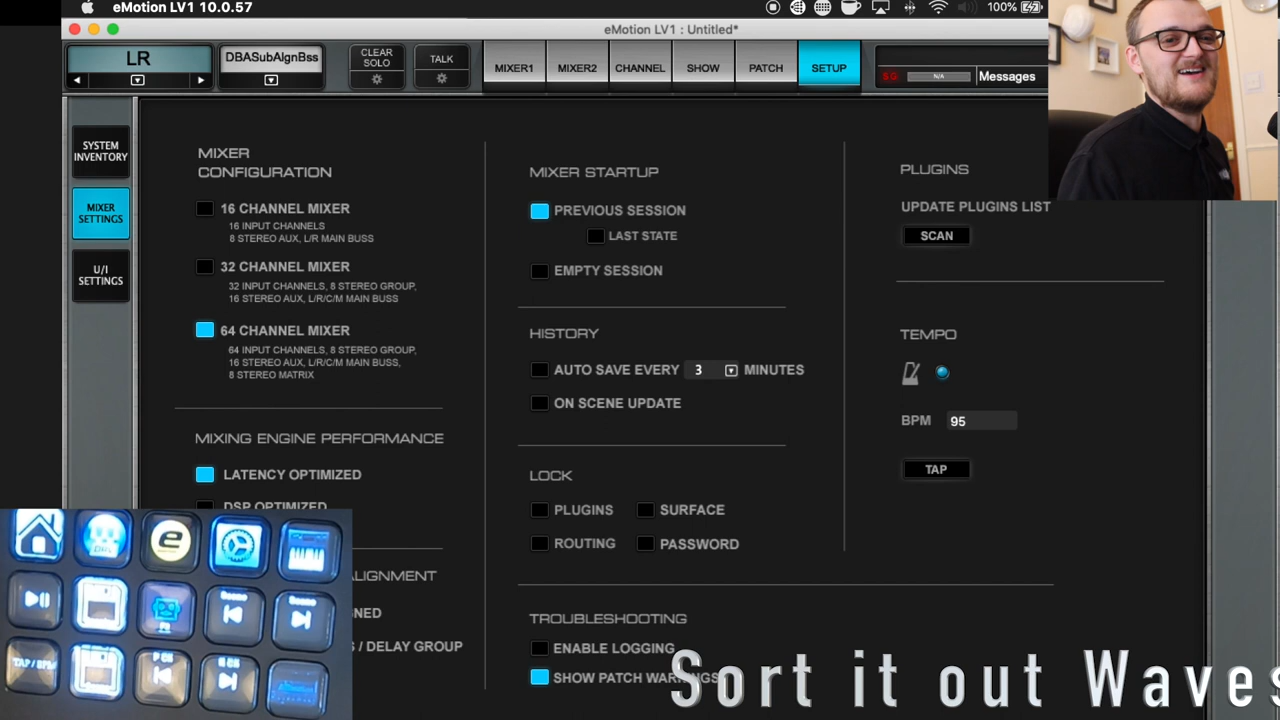 eMotion LV1 10.0.57
100%
eMotion LV1 : Untitled*
LR
DBASubAlgnBss
CLEAR
SOLO
TALK
MIXER1
MIXER2
CHANNEL
SHOW
PATCH
SETUP
SG
N/A
Messages
SYSTEM
INVENTORY
MIXER
SETTINGS
U/I
SETTINGS
MIXER
CONFIGURATION
16 CHANNEL MIXER
16 INPUT CHANNELS
8 STEREO AUX, L/R MAIN BUSS
32 CHANNEL MIXER
32 INPUT CHANNELS, 8 STEREO GROUP,
16 STEREO AUX, L/R/C/M MAIN BUSS
64 CHANNEL MIXER
64 INPUT CHANNELS, 8 STEREO GROUP,
16 STEREO AUX, L/R/C/M MAIN BUSS,
8 STEREO MATRIX
MIXING ENGINE PERFORMANCE
LATENCY OPTIMIZED
DSP OPTIMIZED
ALIGNMENT
NED
/ DELAY GROUP
MIXER STARTUP
PREVIOUS SESSION
LAST STATE
EMPTY SESSION
HISTORY
AUTO SAVE EVERY 3 MINUTES
ON SCENE UPDATE
LOCK
PLUGINS SURFACE
ROUTING PASSWORD
TROUBLESHOOTING
ENABLE LOGGING
SHOW PATCH WARNINGS
PLUGINS
UPDATE PLUGINS LIST
SCAN
TEMPO
BPM 95
TAP
e
Scene
Scene
TAP / BPM
Sort it out Waves